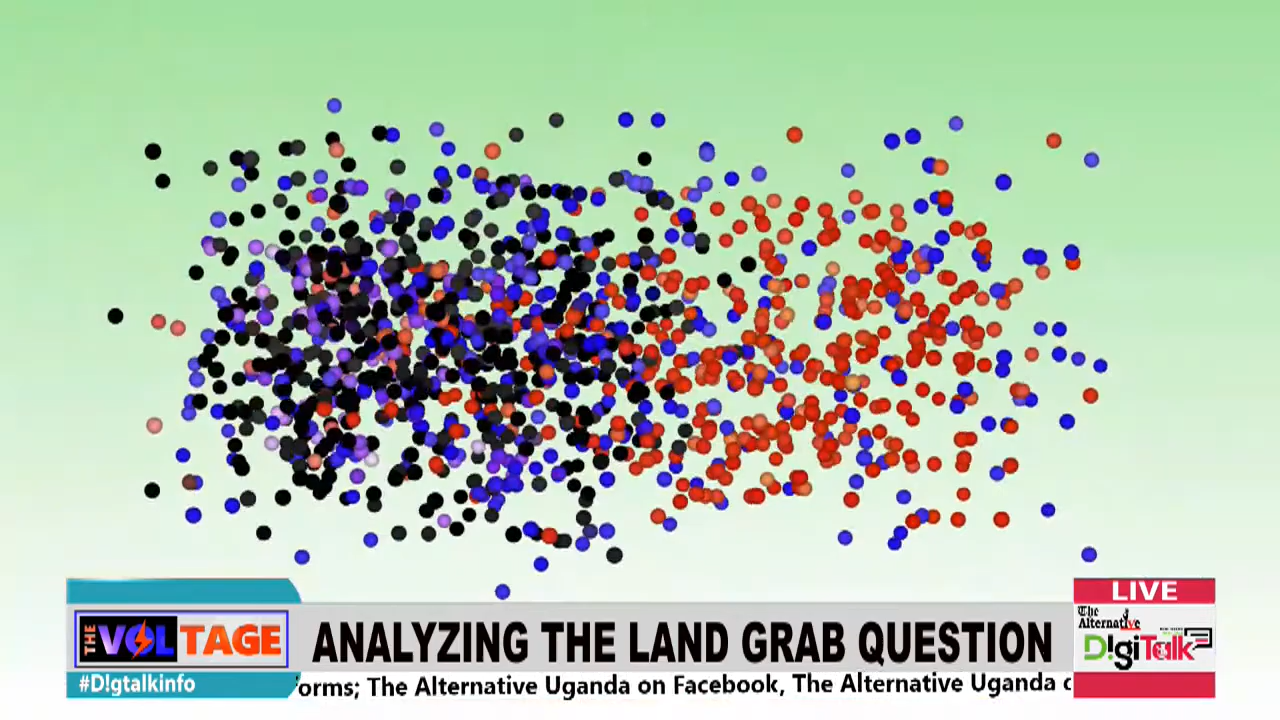 LIVE
THE VOLTAGE
ANALYZING THE LAND GRAB QUESTION
The Alternative
D!giTalk
#D!gtalkinfo
orms; The Alternative Uganda on Facebook, The Alternative Uganda